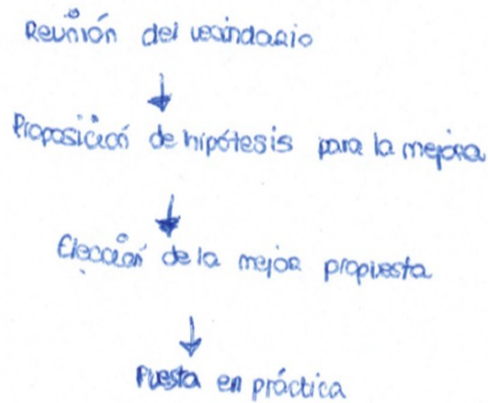 Reunión del vecindario
↓
Proposición de hipótesis para la mejora
↓
Elección de la mejor propuesta
↓
Puesta en práctica